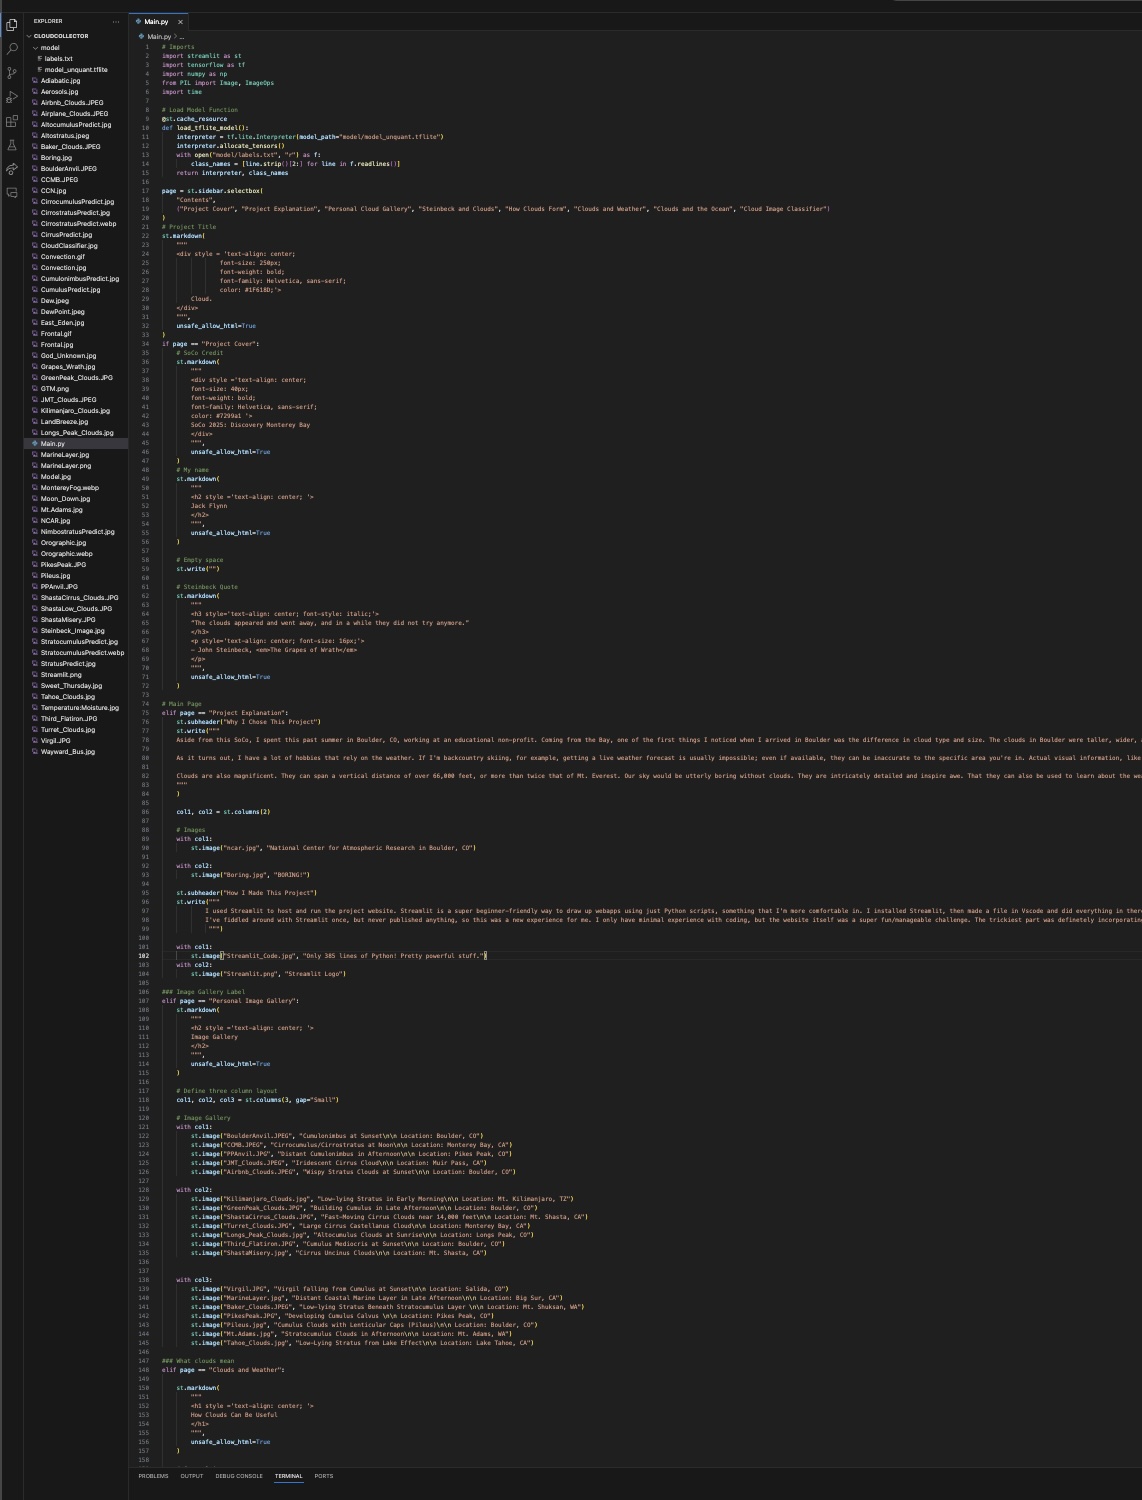 EXPLORER
CLOUDCOLLECTOR
model
labels.txt
model_unquant.tflite
Adiabatic.jpg
Aerosols.jpg
Airbnb_Clouds.JPEG
Airplane_Clouds.JPG
AltocumulusPredict.jpg
Altostratus.jpeg
Baker_Clouds.JPEG
Boring.jpg
BoulderAnvil.JPEG
CCMB.JPEG
CCN.jpg
CirrocumulusPredict.jpg
CirrostratusPredict.jpg
CirrostratusPredict.webp
CirrusPredict.jpg
CloudClassifier.jpg
Convection.gif
Convection.jpg
CumulonimbusPredict.jpg
CumulusPredict.jpg
Dew.jpeg
DewPoint.jpeg
East_Eden.jpg
Frontal.gif
Frontal.jpg
God_Unknown.jpg
Grapes_Wrath.jpg
GreenPeak_Clouds.JPG
GTM.png
JMT_Clouds.JPEG
Kilimanjaro_Clouds.jpg
LandBreeze.jpg
Longs_Peak_Clouds.jpg
Main.py
MarineLayer.jpg
MarineLayer.png
Model.jpg
MontereyFog.webp
Moon_Down.jpg
Mt.Adams.jpg
NCAR.jpg
NimbostratusPredict.jpg
Orographic.jpg
Orographic.webp
PikesPeak.JPG
Pileus.jpg
PPAnvil.JPG
ShastaCirrus_Clouds.JPG
ShastaLow_Clouds.JPG
ShastaMisery.JPG
Steinbeck_Image.jpg
StratocumulusPredict.jpg
StratocumulusPredict.webp
StratusPredict.jpg
Streamlit.png
Sweet_Thursday.jpg
Tahoe_Clouds.jpg
Temperature:Moisture.jpg
Third_Flatiron.JPG
Turret_Clouds.jpg
Virgil.JPG
Wayward_Bus.jpg
Main.py
Main.py > ...
1 # Imports
2 import streamlit as st
3 import tensorflow as tf
4 import numpy as np
5 from PIL import Image, ImageOps
6 import time
7
8 # Load Model Function
9 @st.cache_resource
10 def load_tflite_model():
11 interpreter = tf.lite.Interpreter(model_path="model/model_unquant.tflite")
12 interpreter.allocate_tensors()
13 with open("model/labels.txt", "r") as f:
14 class_names = [line.strip()[2:] for line in f.readlines()]
15 return interpreter, class_names
16
17 page = st.sidebar.selectbox(
18 "Contents",
19 ("Project Cover", "Project Explanation", "Personal Cloud Gallery", "Steinbeck and Clouds", "How Clouds Form", "Clouds and Weather", "Clouds and the Ocean", "Cloud Image Classifier")
20 )
21 # Project Title
22 st.markdown(
23 """
24 <div style = 'text-align: center;
25 font-size: 250px;
26 font-weight: bold;
27 font-family: Helvetica, sans-serif;
28 color: #1F618D;'>
29 Cloud.
30 </div>
31 """,
32 unsafe_allow_html=True
33 )
34 if page == "Project Cover":
35 # SoCo Credit
36 st.markdown(
37 """
38 <div style ='text-align: center;
39 font-size: 40px;
40 font-weight: bold;
41 font-family: Helvetica, sans-serif;
42 color: #7299a1 '>
43 SoCo 2025: Discovery Monterey Bay
44 </div>
45 """,
46 unsafe_allow_html=True
47 )
48 # My name
49 st.markdown(
50 """
51 <h2 style ='text-align: center; '>
52 Jack Flynn
53 </h2>
54 """,
55 unsafe_allow_html=True
56 )
57
58 # Empty space
59 st.write("")
60
61 # Steinbeck Quote
62 st.markdown(
63 """
64 <h3 style='text-align: center; font-style: italic;'>
65 “The clouds appeared and went away, and in a while they did not try anymore.”
66 </h3>
67 <p style='text-align: center; font-size: 16px;'>
68 — John Steinbeck, <em>The Grapes of Wrath</em>
69 </p>
70 """,
71 unsafe_allow_html=True
72 )
73
74 # Main Page
75 elif page == "Project Explanation":
76 st.subheader("Why I Chose This Project")
77 st.write("""
78 Aside from this SoCo, I spent this past summer in Boulder, CO, working at an educational non-profit. Coming from the Bay, one of the first things I noticed when I arrived in Boulder was the difference in cloud type and size. The clouds in Boulder were taller, wider,
79
80 As it turns out, I have a lot of hobbies that rely on the weather. If I'm backcountry skiing, for example, getting a live weather forecast is usually impossible; even if available, they can be inaccurate to the specific area you're in. Actual visual information, like
81
82 Clouds are also magnificent. They can span a vertical distance of over 66,000 feet, or more than twice that of Mt. Everest. Our sky would be utterly boring without clouds. They are intricately detailed and inspire awe. That they can also be used to learn about the wea
83 """
84 )
85
86 col1, col2 = st.columns(2)
87
88 # Images
89 with col1:
90 st.image("ncar.jpg", "National Center for Atmospheric Research in Boulder, CO")
91
92 with col2:
93 st.image("Boring.jpg", "BORING!")
94
95 st.subheader("How I Made This Project")
96 st.write("""
97 I used Streamlit to host and run the project website. Streamlit is a super beginner-friendly way to draw up webapps using just Python scripts, something that I'm more comfortable in. I installed Streamlit, then made a file in Vscode and did everything in ther
98 I've fiddled around with Streamlit once, but never published anything, so this was a new experience for me. I only have minimal experience with coding, but the website itself was a super fun/manageable challenge. The trickiest part was definetely incorporatin
99 """)
100
101 with col1:
102 st.image("Streamlit_Code.jpg", "Only 385 lines of Python! Pretty powerful stuff.")
103 with col2:
104 st.image("Streamlit.png", "Streamlit Logo")
105
106 ### Image Gallery Label
107 elif page == "Personal Image Gallery":
108 st.markdown(
109 """
110 <h2 style ='text-align: center; '>
111 Image Gallery
112 </h2>
113 """,
114 unsafe_allow_html=True
115 )
116
117 # Define three column layout
118 col1, col2, col3 = st.columns(3, gap="Small")
119
120 # Image Gallery
121 with col1:
122 st.image("BoulderAnvil.JPEG", "Cumulonimbus at Sunset\n\n Location: Boulder, CO")
123 st.image("CCMB.JPEG", "Cirrocumulus/Cirrostratus at Noon\n\n Location: Monterey Bay, CA")
124 st.image("PPAnvil.JPG", "Distant Cumulonimbus in Afternoon\n\n Location: Pikes Peak, CO")
125 st.image("JMT_Clouds.JPEG", "Iridescent Cirrus Cloud\n\n Location: Muir Pass, CA")
126 st.image("Airbnb_Clouds.JPEG", "Wispy Stratus Clouds at Sunset\n\n Location: Boulder, CO")
127
128 with col2:
129 st.image("Kilimanjaro_Clouds.jpg", "Low-lying Stratus in Early Morning\n\n Location: Mt. Kilimanjaro, TZ")
130 st.image("GreenPeak_Clouds.JPG", "Building Cumulus in Late Afternoon\n\n Location: Boulder, CO")
131 st.image("ShastaCirrus_Clouds.JPG", "Fast-Moving Cirrus Clouds near 14,000 feet\n\n Location: Mt. Shasta, CA")
132 st.image("Turret_Clouds.JPG", "Large Cirrus Castellanus Cloud\n\n Location: Monterey Bay, CA")
133 st.image("Longs_Peak_Clouds.jpg", "Altocumulus Clouds at Sunrise\n\n Location: Longs Peak, CO")
134 st.image("Third_Flatiron.JPG", "Cumulus Mediocris at Sunset\n\n Location: Boulder, CO")
135 st.image("ShastaMisery.JPG", "Cirrus Uncinus Clouds\n\n Location: Mt. Shasta, CA")
136
137
138 with col3:
139 st.image("Virgil.JPG", "Virgil falling from Cumulus at Sunset\n\n Location: Salida, CO")
140 st.image("MarineLayer.jpg", "Distant Coastal Marine Layer in Late Afternoon\n\n Location: Big Sur, CA")
141 st.image("Baker_Clouds.JPEG", "Low-lying Stratus Beneath Stratocumulus Layer \n\n Location: Mt. Shuksan, WA")
142 st.image("PikesPeak.JPG", "Developing Cumulus Calvus \n\n Location: Pikes Peak, CO")
143 st.image("Pileus.jpg", "Cumulus Clouds with Lenticular Caps (Pileus)\n\n Location: Boulder, CO")
144 st.image("Mt.Adams.jpg", "Stratocumulus Clouds in Afternoon\n\n Location: Mt. Adams, WA")
145 st.image("Tahoe_Clouds.jpg", "Low-Lying Stratus from Lake Effect\n\n Location: Lake Tahoe, CA")
146
147 ### What clouds mean
148 elif page == "Clouds and Weather":
149
150 st.markdown(
151 """
152 <h1 style ='text-align: center; '>
153 How Clouds Can Be Useful
154 </h1>
155 """,
156 unsafe_allow_html=True
157 )
158
PROBLEMS OUTPUT DEBUG CONSOLE TERMINAL PORTS